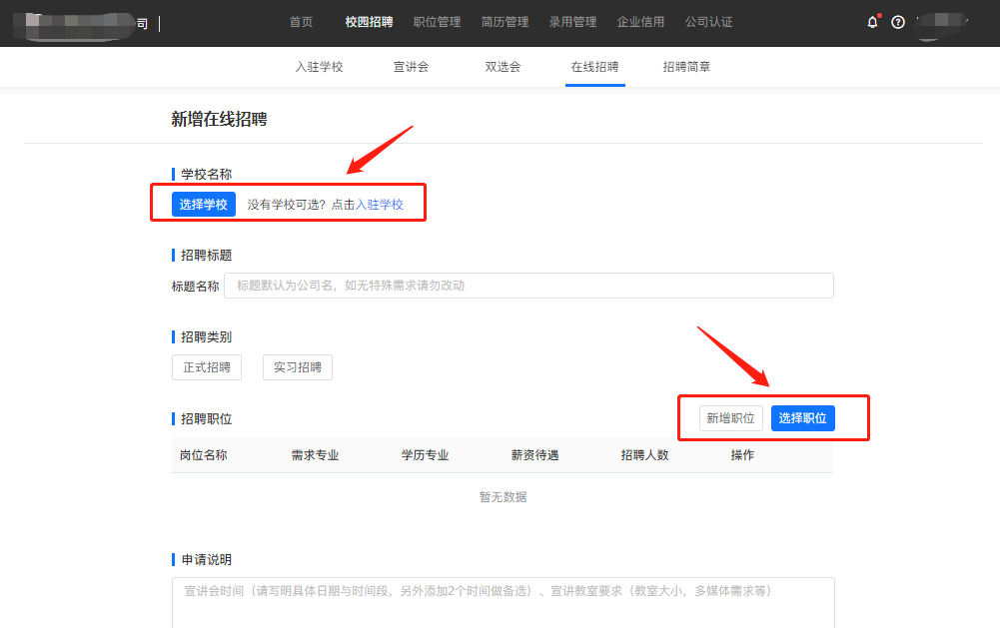 司
首页 校园招聘 职位管理 简历管理 录用管理 企业信用 公司认证
入驻学校 宣讲会 双选会 在线招聘 招聘简章
新增在线招聘
学校名称
选择学校 没有学校可选？点击入驻学校
招聘标题
标题名称 标题默认为公司名，如无特殊需求请勿改动
招聘类别
正式招聘 实习招聘
招聘职位 新增职位 选择职位
岗位名称 需求专业 学历专业 薪资待遇 招聘人数 操作
暂无数据
申请说明
宣讲会时间（请写明具体日期与时间段，另外添加2个时间做备选）、宣讲教室要求（教室大小，多媒体需求等）